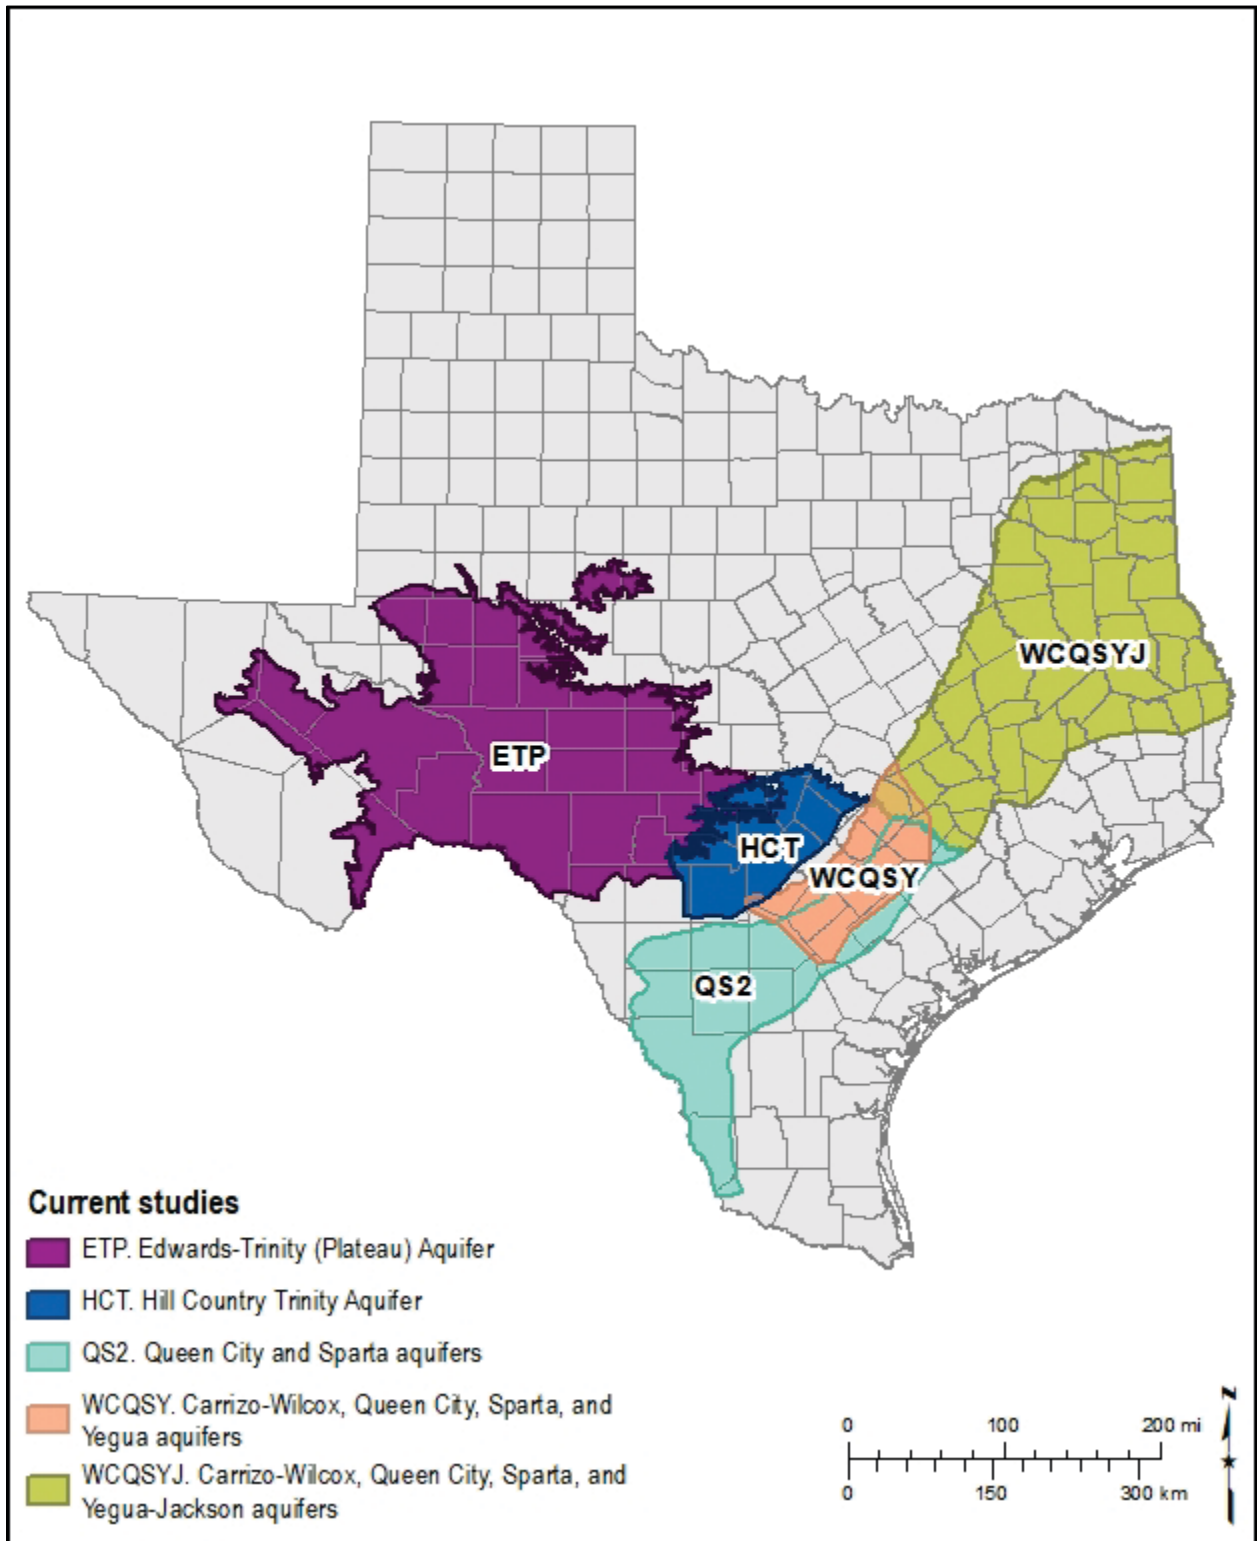 WCQSYJ
ETP
HCT
WCQSY
QS2
Current studies
ETP. Edwards-Trinity (Plateau) Aquifer
HCT. Hill Country Trinity Aquifer
QS2. Queen City and Sparta aquifers
WCQSY. Carrizo-Wilcox, Queen City, Sparta, and
Yegua aquifers
WCQSYJ. Carrizo-Wilcox, Queen City, Sparta, and
Yegua-Jackson aquifers
0 100 200 mi
0 150 300 km
N